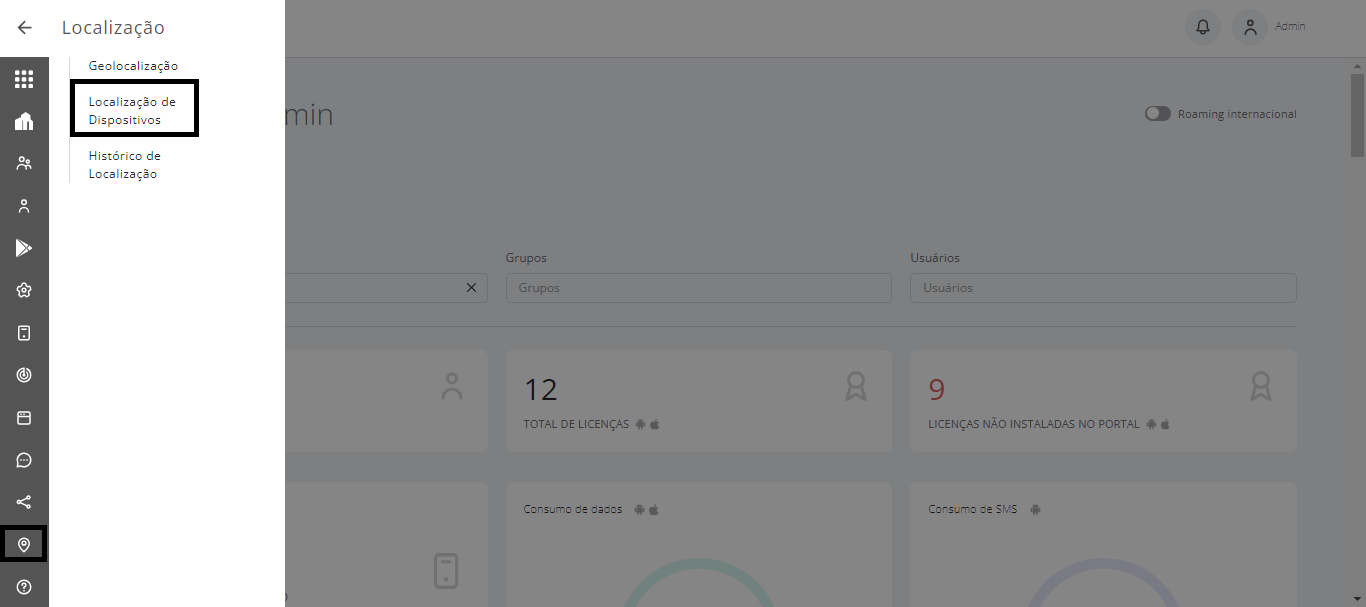 Localização
Geolocalização
Localização de
Dispositivos
Histórico de
Localização
Admin
min
Roaming internacional
Grupos
Grupos
Usuários
Usuários
12
TOTAL DE LICENÇAS
9
LICENÇAS NÃO INSTALADAS NO PORTAL
Consumo de dados
Consumo de SMS